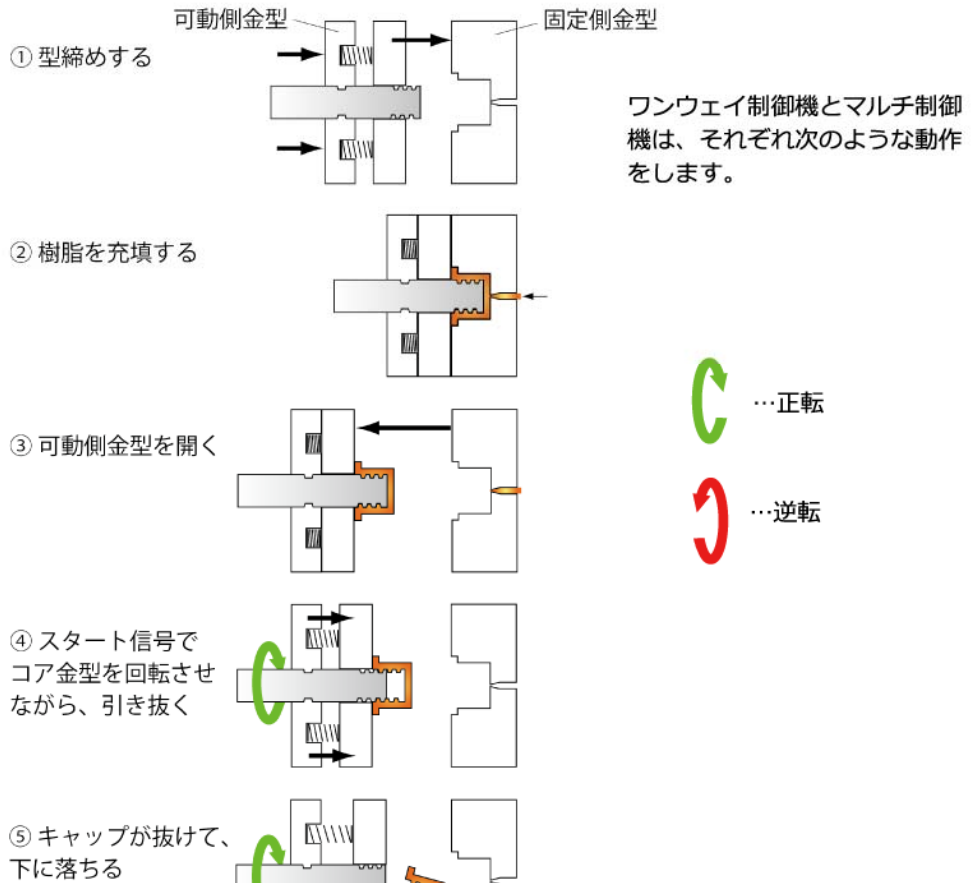 可動側金型
固定側金型
① 型締めする
ワンウェイ制御機とマルチ制御
機は、それぞれ次のような動作
をします。
② 樹脂を充填する
…正転
③ 可動側金型を開く
…逆転
④ スタート信号で
コア金型を回転させ
ながら、引き抜く
⑤ キャップが抜けて、
下に落ちる